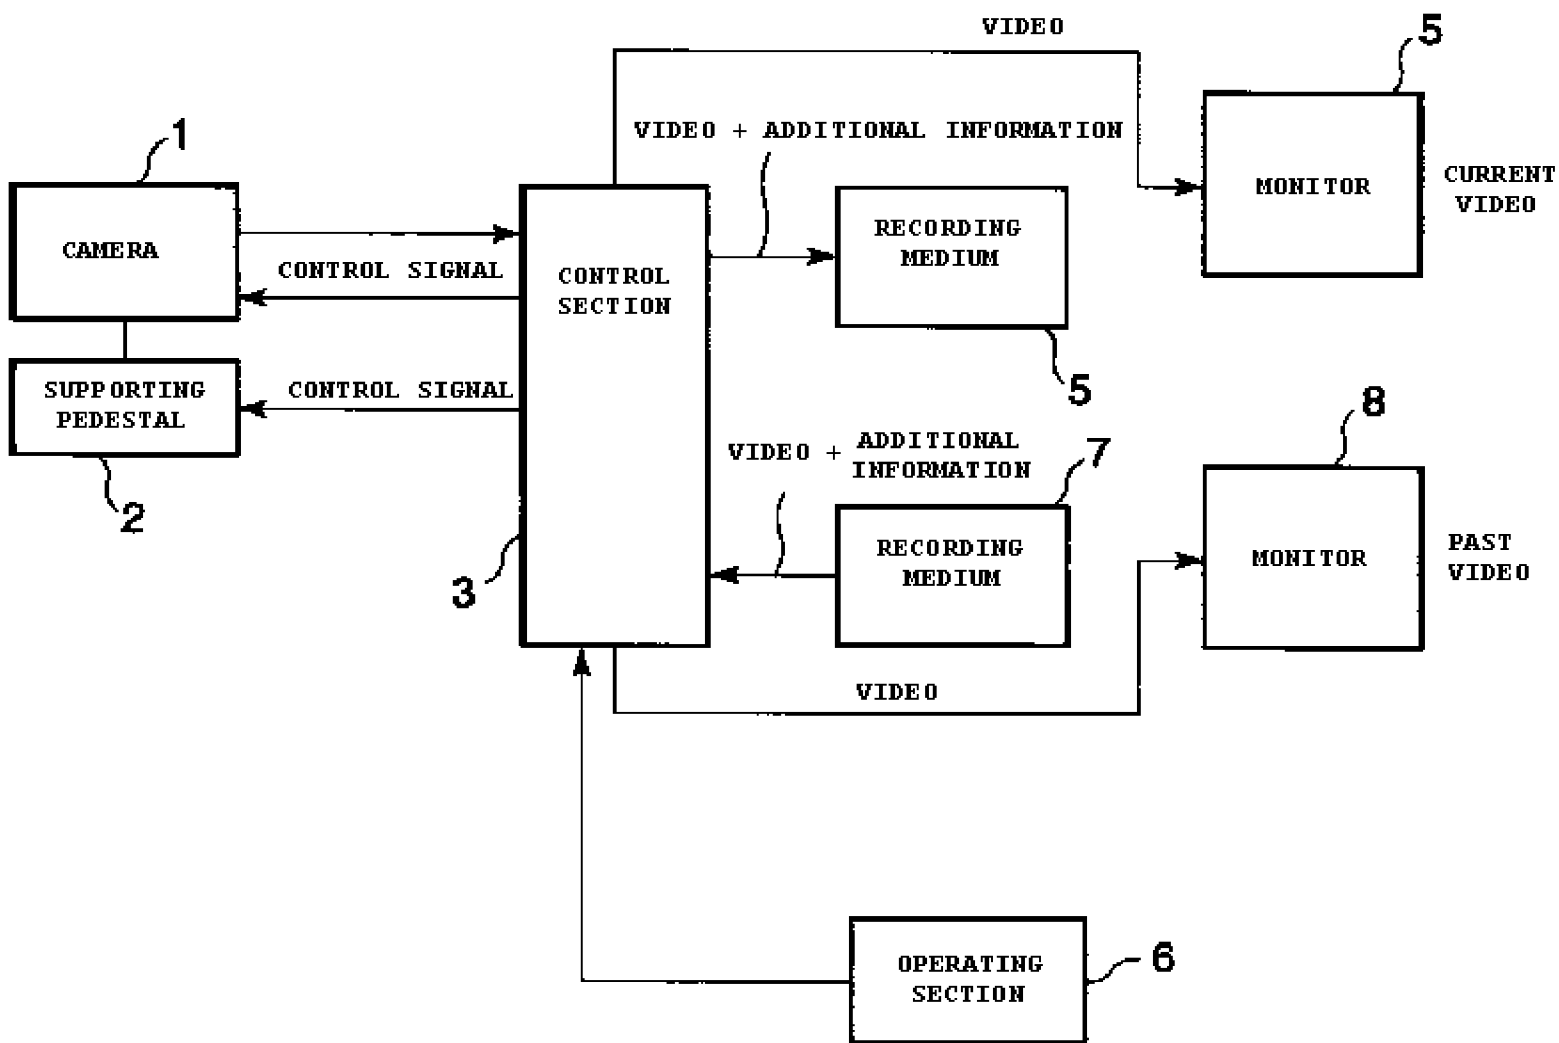 VIDEO
5
VIDEO + ADDITIONAL INFORMATION
1
MONITOR
CURRENT
VIDEO
CAMERA
RECORDING
MEDIUM
CONTROL SIGNAL
CONTROL
SECTION
5
SUPPORTING
PEDESTAL
CONTROL SIGNAL
8
2
VIDEO + ADDITIONAL
INFORMATION
7
3
RECORDING
MEDIUM
MONITOR
PAST
VIDEO
VIDEO
OPERATING
SECTION
6